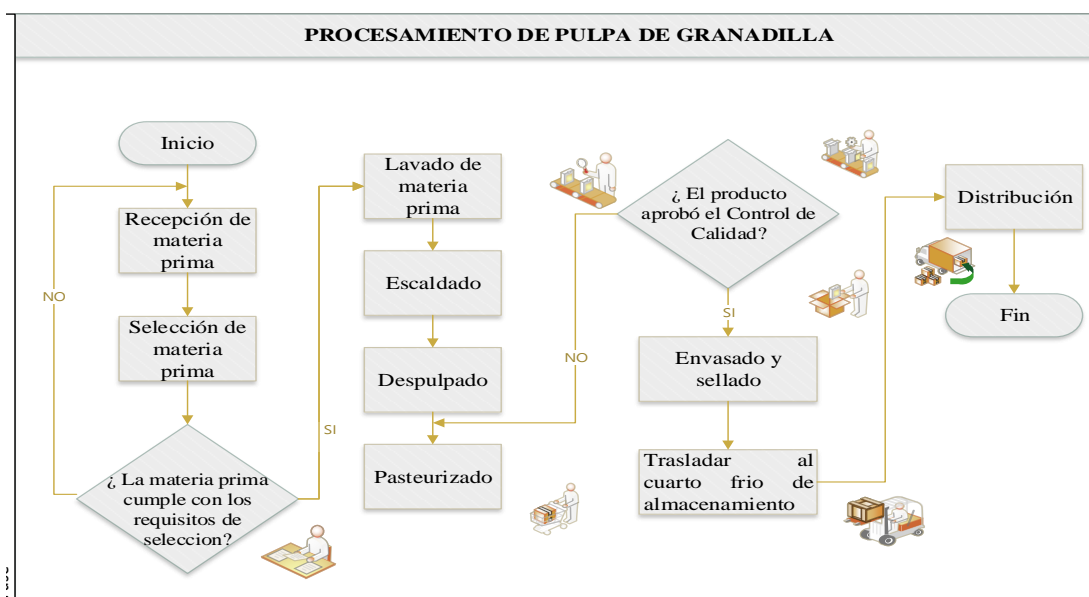 PROCESAMIENTO DE PULPA DE GRANADILLA
Inicio
Recepción de
materia
prima
NO
Selección de
materia
prima
¿ La materia prima
cumple con los
requisitos de
seleccion?
SI
Lavado de
materia
prima
Escaldado
Despulpado
Pasteurizado
¿ El producto
aprobó el Control de
Calidad?
NO
SI
Envasado y
sellado
Trasladar al
cuarto frio de
almacenamiento
Distribución
Fin